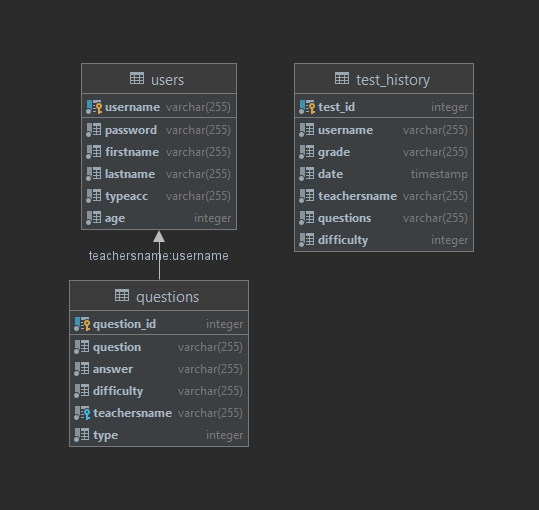 users
username varchar(255)
password varchar(255)
firstname varchar(255)
lastname varchar(255)
typeacc varchar(255)
age integer
test_history
test_id integer
username varchar(255)
grade varchar(255)
date timestamp
teachersname varchar(255)
questions varchar(255)
difficulty integer
teachersname:username
questions
question_id integer
question varchar(255)
answer varchar(255)
difficulty varchar(255)
teachersname varchar(255)
type integer